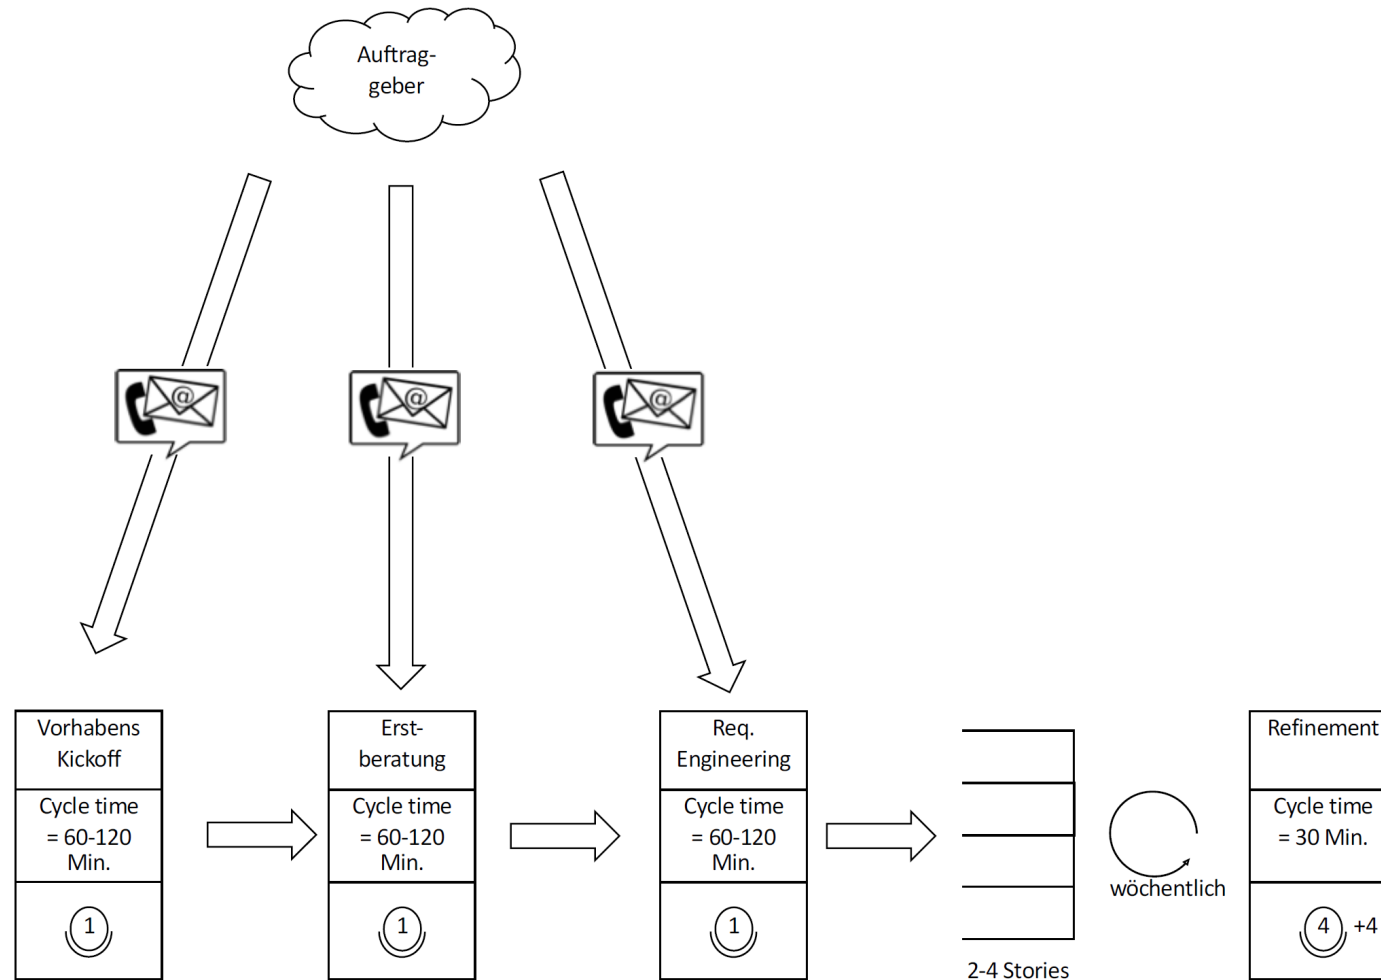 Auftrag-
geber
@
@
@
Vorhabens
Kickoff
Cycle time
= 60-120
Min.
1
Erst-
beratung
Cycle time
= 60-120
Min.
1
Req.
Engineering
Cycle time
= 60-120
Min.
1
2-4 Stories
wöchentlich
Refinement
Cycle time
= 30 Min.
4 +4